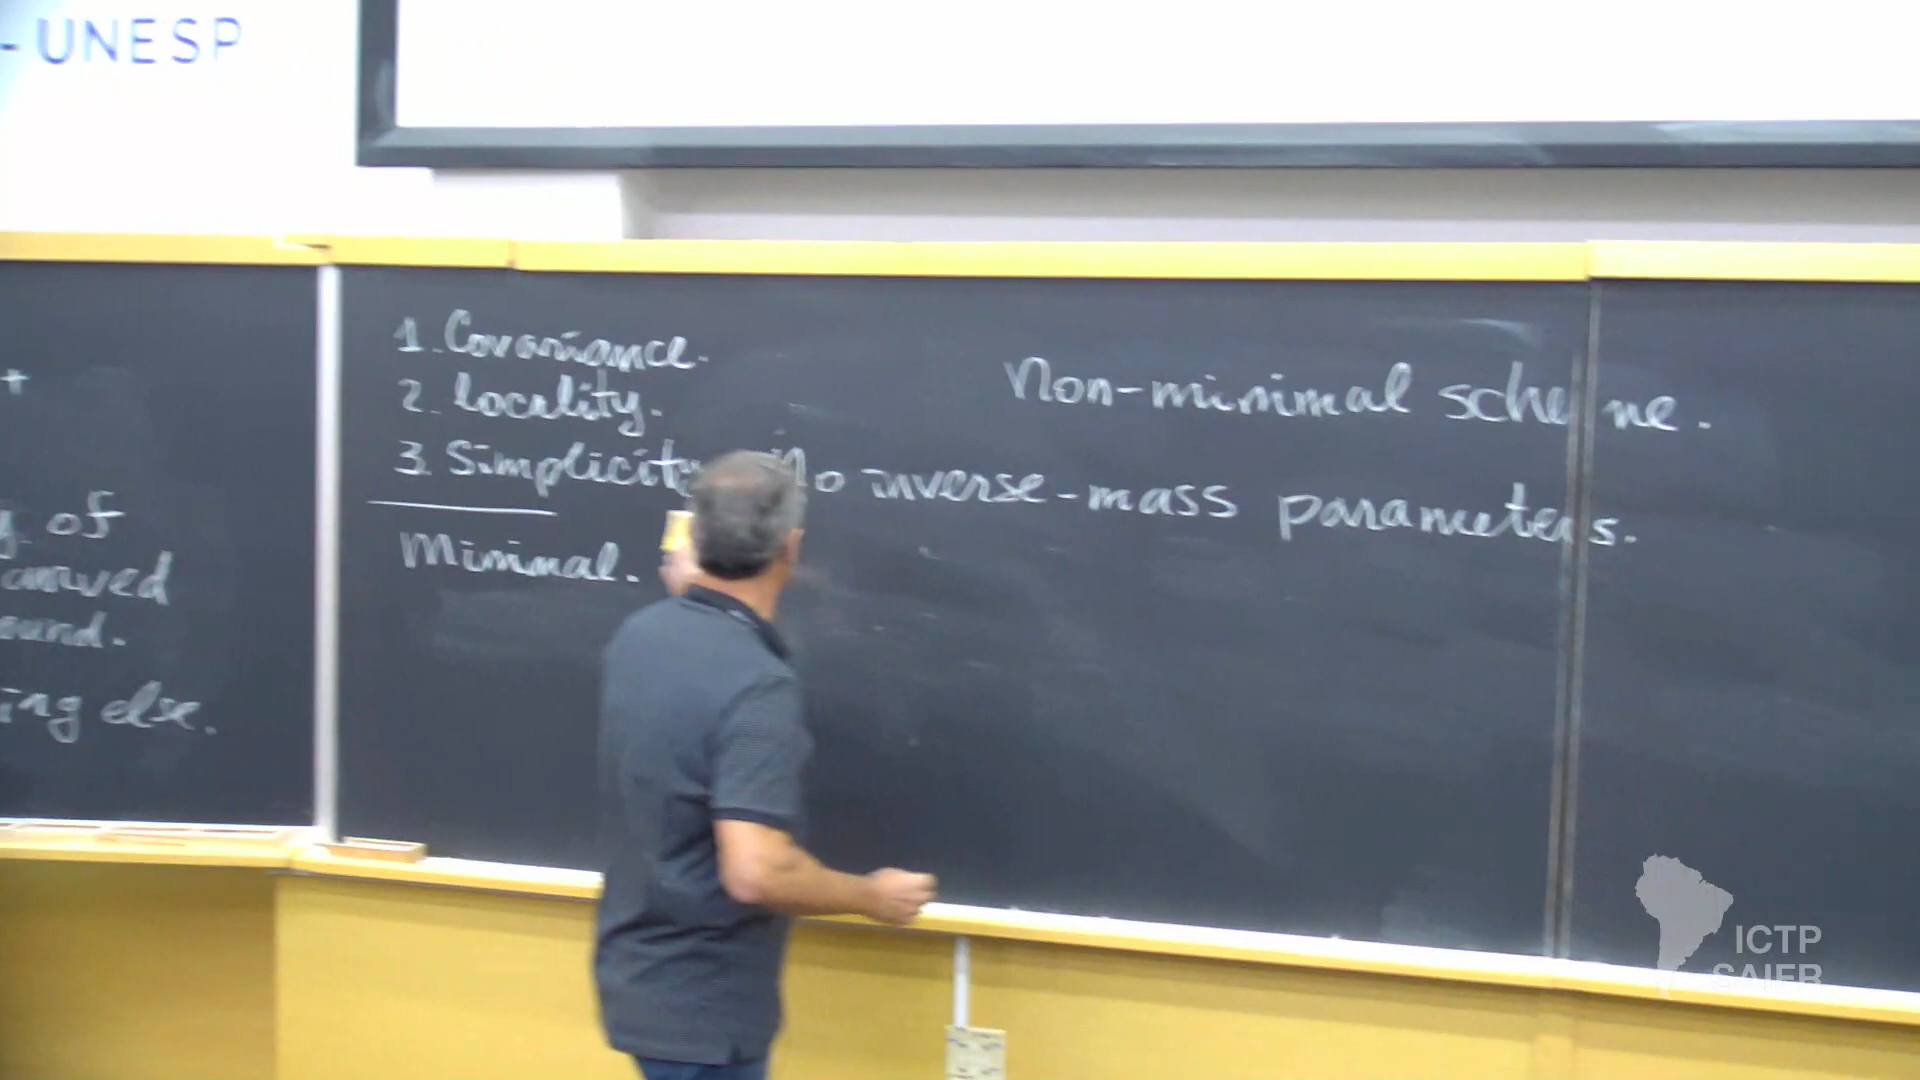 - UNESP
+
of
curved
ound.
ing else.
1. Covariance.
2. locality.
3. Simplicity
No inverse-mass parameters.
Minimal.
Non-minimal scheme.
ICTP
SAIFR